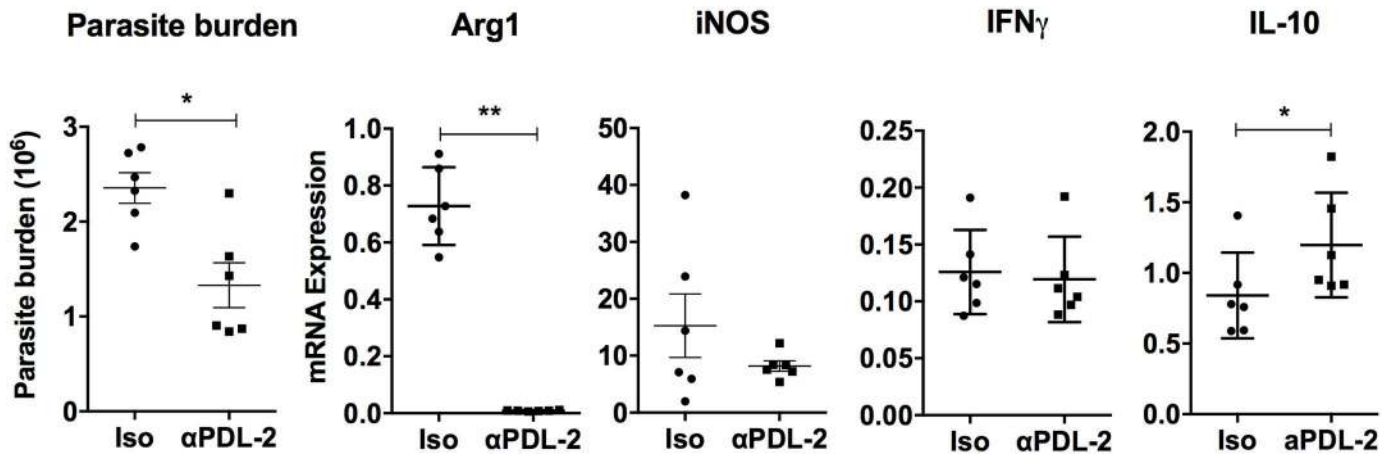 Parasite burden
Arg1
iNOS
IFNγ
IL-10
*
**
*
Parasite burden (10⁶)
3
2
1
0
Iso
αPDL-2
mRNA Expression
1.0
0.8
0.6
0.4
0.2
0.0
Iso
αPDL-2
50
40
30
20
10
0
Iso
αPDL-2
0.25
0.20
0.15
0.10
0.05
0.00
Iso
αPDL-2
2.0
1.5
1.0
0.5
0.0
Iso
aPDL-2